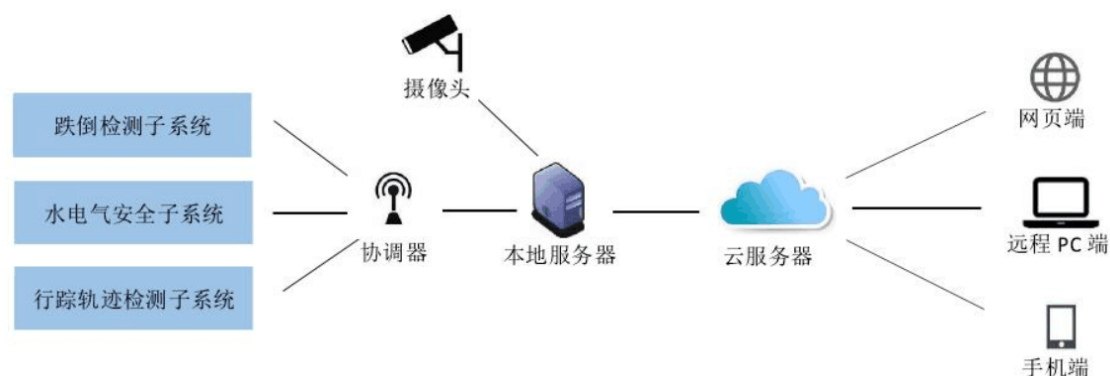 摄像头
跌倒检测子系统
水电气安全子系统
行踪轨迹检测子系统
协调器
本地服务器
云服务器
网页端
远程 PC 端
手机端